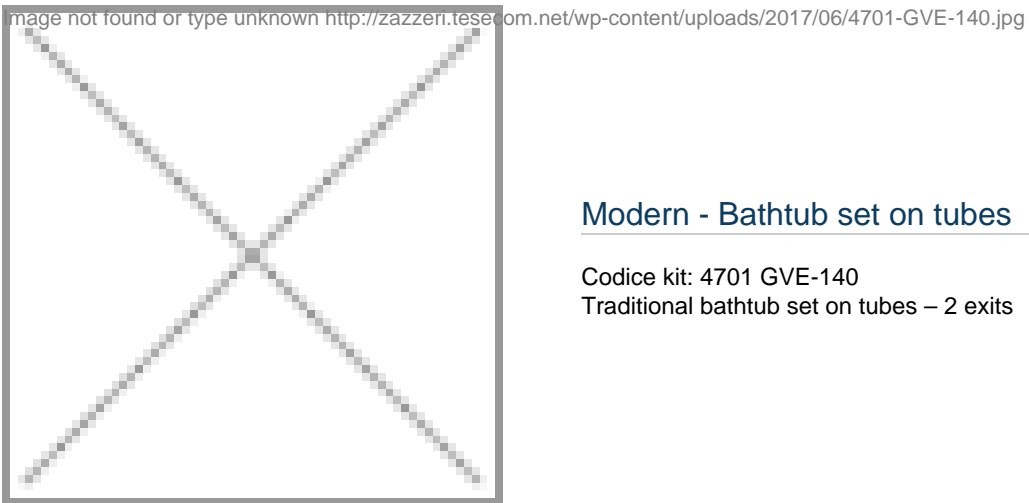 Image not found or type unknown http://zazzeri.tesecom.net/wp-content/uploads/2017/06/4701-GVE-140.jpg
Modern - Bathtub set on tubes
Codice kit: 4701 GVE-140
Traditional bathtub set on tubes – 2 exits